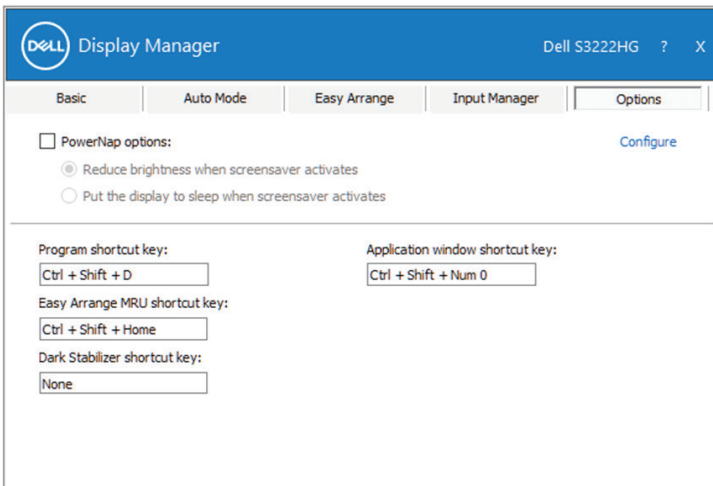 DELL Display Manager Dell S3222HG ? X
Basic Auto Mode Easy Arrange Input Manager Options
PowerNap options: Configure
Reduce brightness when screensaver activates
Put the display to sleep when screensaver activates
Program shortcut key: Application window shortcut key:
Ctrl + Shift + D Ctrl + Shift + Num 0
Easy Arrange MRU shortcut key:
Ctrl + Shift + Home
Dark Stabilizer shortcut key:
None